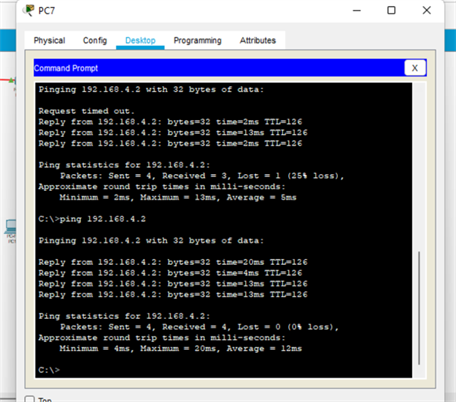 PC7
Physical Config Desktop Programming Attributes
Command Prompt
X
Pinging 192.168.4.2 with 32 bytes of data:
Request timed out.
Reply from 192.168.4.2: bytes=32 time=2ms TTL=126
Reply from 192.168.4.2: bytes=32 time=13ms TTL=126
Reply from 192.168.4.2: bytes=32 time=2ms TTL=126
Ping statistics for 192.168.4.2:
Packets: Sent = 4, Received = 3, Lost = 1 (25% loss),
Approximate round trip times in milli-seconds:
Minimum = 2ms, Maximum = 13ms, Average = 5ms
C:\>ping 192.168.4.2
Pinging 192.168.4.2 with 32 bytes of data:
Reply from 192.168.4.2: bytes=32 time=20ms TTL=126
Reply from 192.168.4.2: bytes=32 time=4ms TTL=126
Reply from 192.168.4.2: bytes=32 time=13ms TTL=126
Reply from 192.168.4.2: bytes=32 time=13ms TTL=126
Ping statistics for 192.168.4.2:
Packets: Sent = 4, Received = 4, Lost = 0 (0% loss),
Approximate round trip times in milli-seconds:
Minimum = 4ms, Maximum = 20ms, Average = 12ms
C:\>
Top